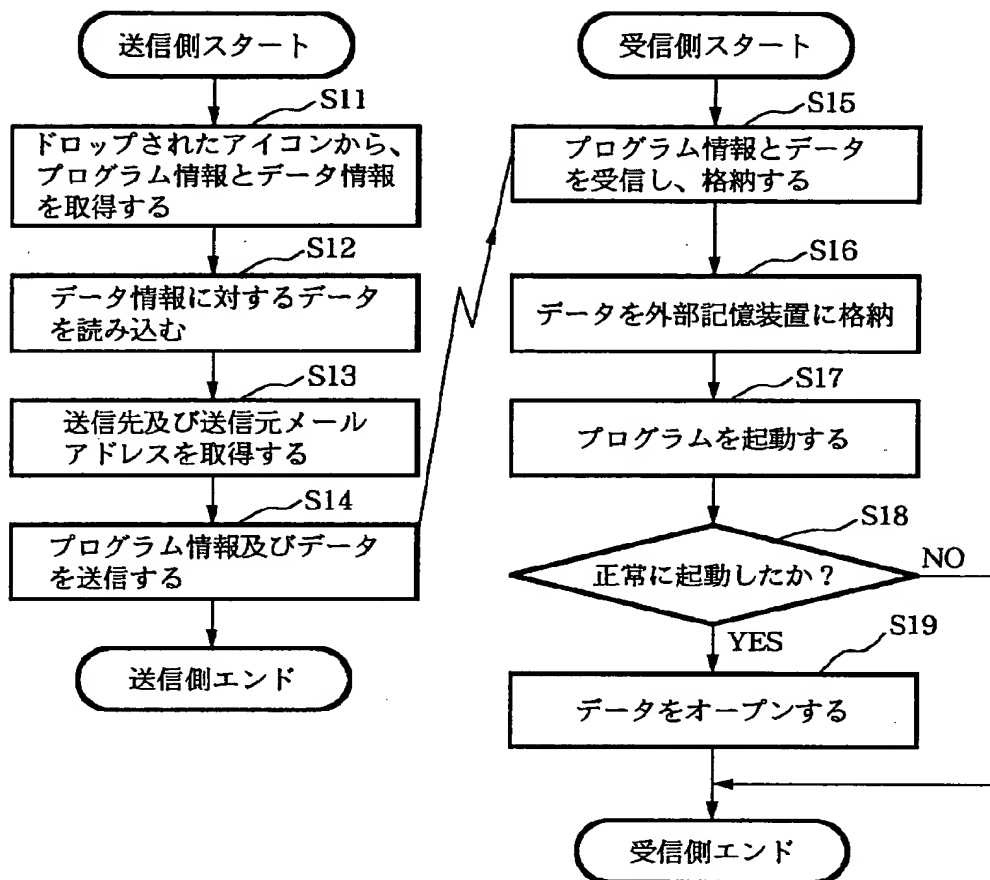 送信側スタート
S11
ドロップされたアイコンから、
プログラム情報とデータ情報
を取得する
S12
データ情報に対するデータ
を読み込む
S13
送信先及び送信元メール
アドレスを取得する
S14
プログラム情報及びデータ
を送信する
送信側エンド
受信側スタート
S15
プログラム情報とデータ
を受信し、格納する
S16
データを外部記憶装置に格納
S17
プログラムを起動する
S18
正常に起動したか？
NO
YES
S19
データをオープンする
受信側エンド